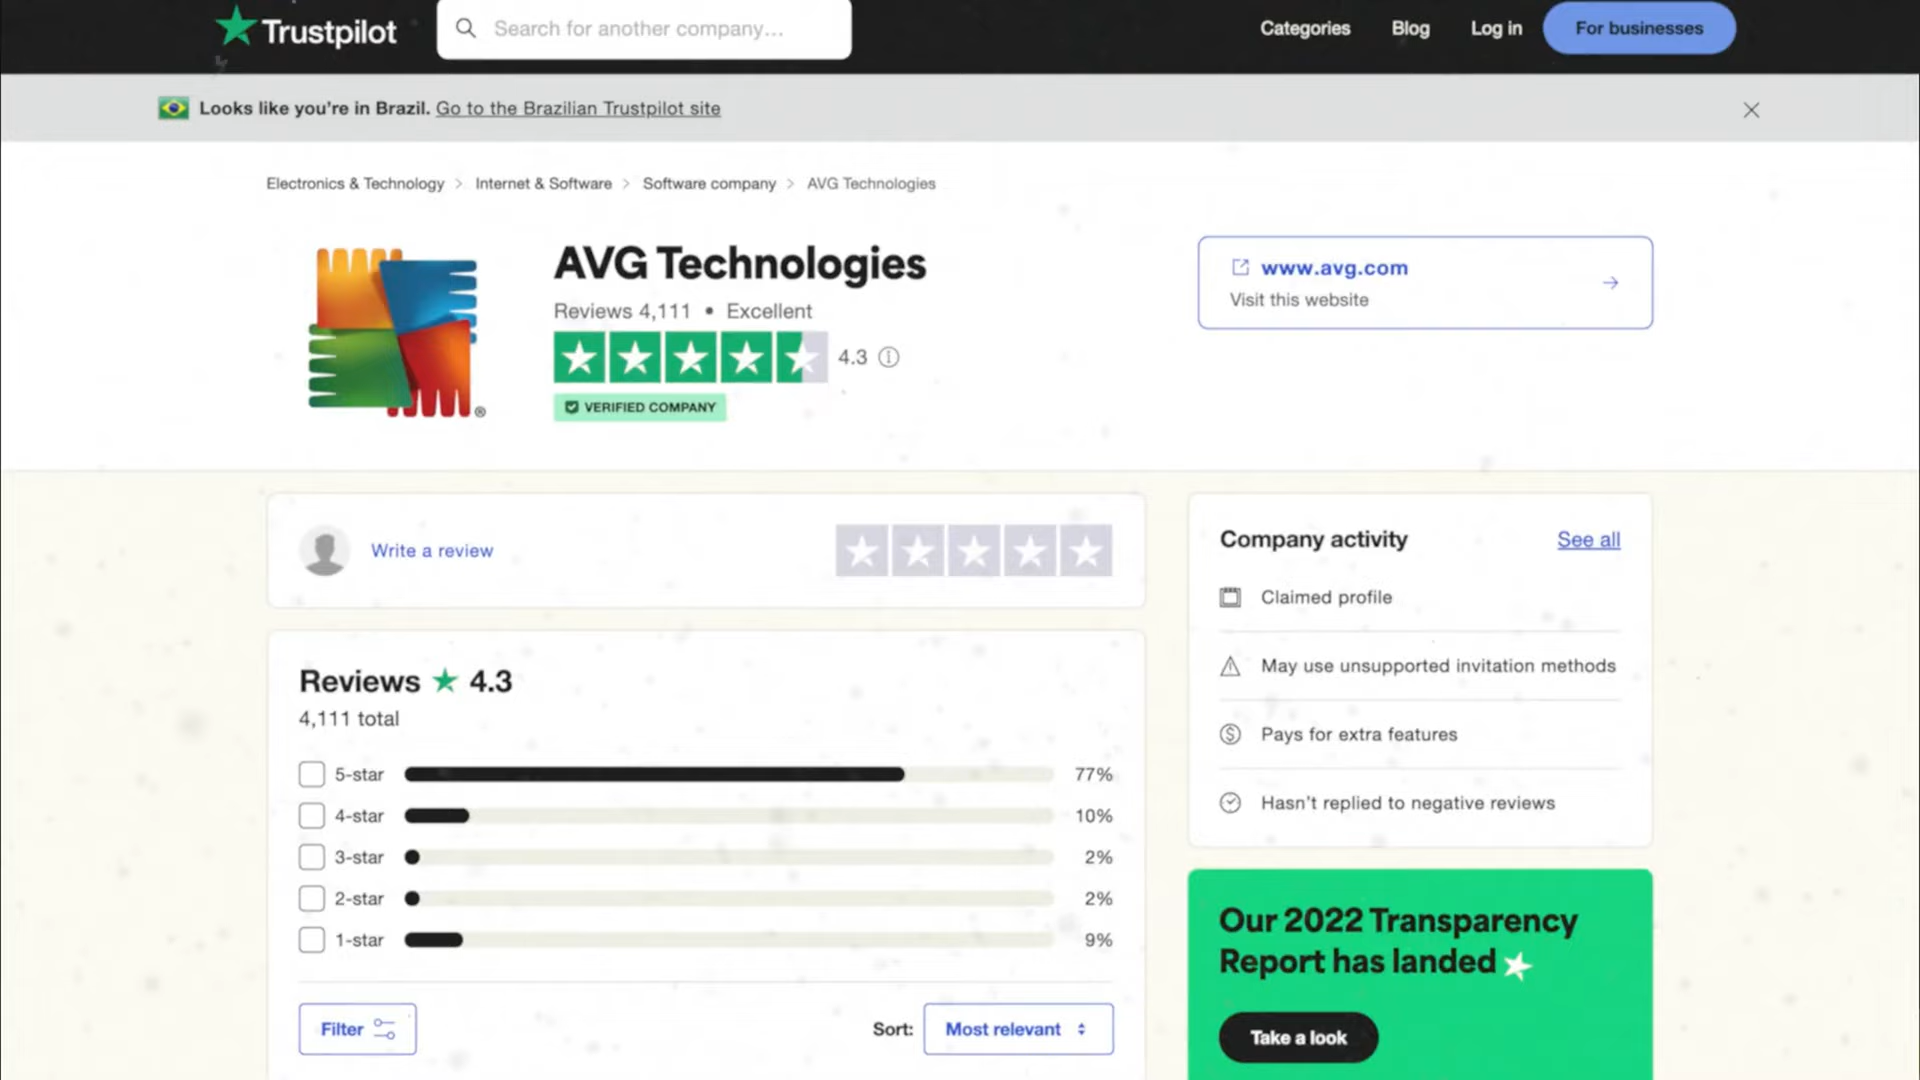 Trustpilot
Search for another company...
Categories
Blog
Log in
For businesses
Looks like you're in Brazil. Go to the Brazilian Trustpilot site
Electronics & Technology > Internet & Software > Software company > AVG Technologies
AVG Technologies
Reviews 4,111 • Excellent
4.3
VERIFIED COMPANY
www.avg.com
Visit this website
®
Write a review
Reviews ★ 4.3
4,111 total
5-star 77%
4-star 10%
3-star 2%
2-star 2%
1-star 9%
Filter
Sort: Most relevant
Company activity
See all
Claimed profile
May use unsupported invitation methods
Pays for extra features
Hasn't replied to negative reviews
Our 2022 Transparency
Report has landed
Take a look